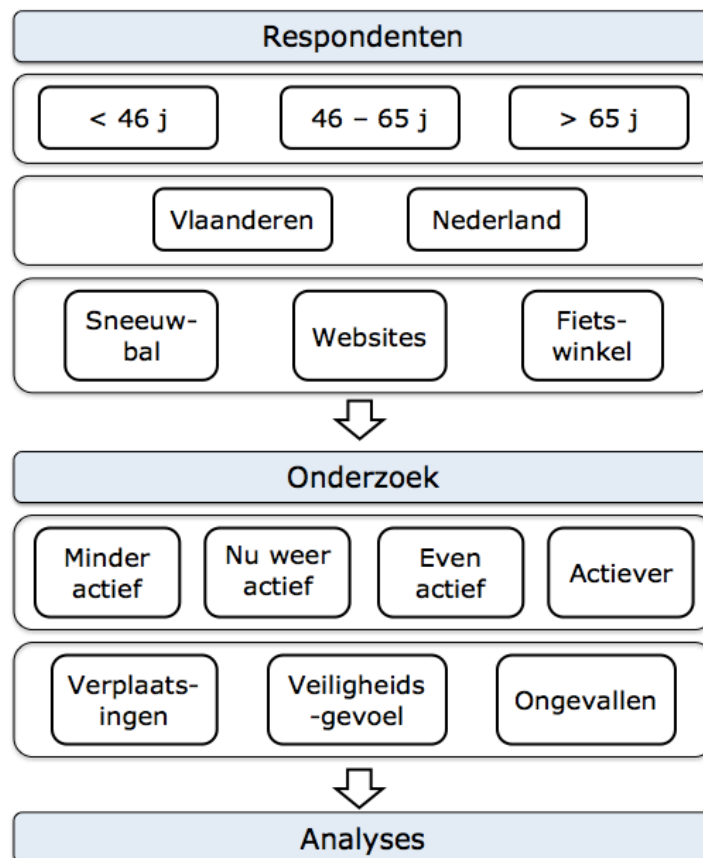 Respondenten
< 46 j
46 – 65 j
> 65 j
Vlaanderen
Nederland
Sneeuw-
bal
Websites
Fiets-
winkel
Onderzoek
Minder
actief
Nu weer
actief
Even
actief
Actiever
Verplaats-
ingen
Veiligheids
-gevoel
Ongevallen
Analyses